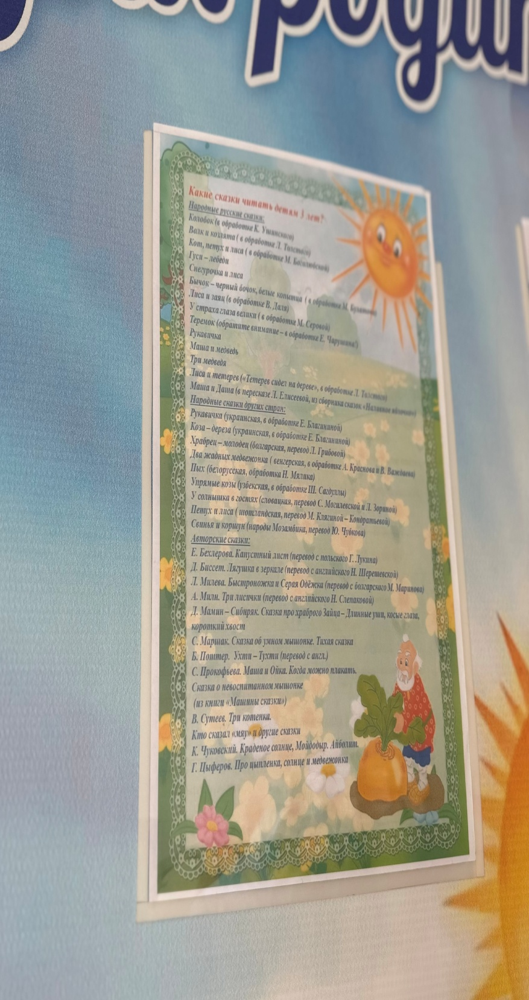 роди
Какие сказки читать детям 3 лет?
Народные русские сказки:
Колобок (в обработке К. Ушинского)
Волк и козлята ( в обработке Л. Толстого)
Кот, петух и лиса ( в обработке М. Боголюбской)
Гуси – лебеди
Снегурочка и лиса
Бычок – черный бочок, белые копытца ( в обработке М. Булатова
Лиса и заяц (в обработке В. Даля)
У страха глаза велики ( в обработке М. Серовой)
Теремок (обратите внимание – в обработке Е. Чарушина!)
Рукавичка
Маша и медведь
Три медведя
Лиса и тетерев («Тетерев сидел на дереве», в обработке Л. Толстого)
Маша и Даша (в пересказе Л. Елисеевой, из сборника сказок «Наливное яблочко»)
Народные сказки других стран:
Рукавичка (украинская, в обработке Е. Благининой)
Коза – дереза (украинская, в обработке Е. Благининой)
Храбрец – молодец (болгарская, перевод Л. Грибовой)
Два жадных медвежонка ( венгерская, в обработке А. Краснова и В. Важдаева)
Пых (белорусская, обработка Н. Мялика)
Упрямые козы (узбекская, в обработке Ш. Сагдуллы)
У солнышка в гостях (словацкая, перевод С. Могилевской и Л. Зориной)
Петух и лиса ( шотландская, перевод М. Клягиной – Кондратьевой)
Свинья и коршун (народы Мозамбика, перевод Ю. Чубкова)
Авторские сказки:
Е. Бехлерова. Капустный лист (перевод с польского Г. Лукина)
Д. Биссет. Лягушка в зеркале (перевод с английского Н. Шерешевской)
Л. Милева. Быстроножка и Серая Одёжка (перевод с болгарского М. Маринова)
А. Милн. Три лисички (перевод с английского Н. Слепаковой)
Д. Мамин – Сибиряк. Сказка про храброго Зайца – Длинные уши, косые глаза,
короткий хвост
С. Маршак. Сказка об умном мышонке. Тихая сказка
Б. Поттер. Ухти – Тухти (перевод с англ.)
С. Прокофьева. Маша и Ойка. Когда можно плакать.
Сказка о невоспитанном мышонке
(из книги «Машины сказки»)
В. Сутеев. Три котенка.
Кто сказал «мяу» и другие сказки
К. Чуковский. Краденое солнце, Мойдодыр. Айболит.
Г. Цыферов. Про цыпленка, солнце и медвежонка